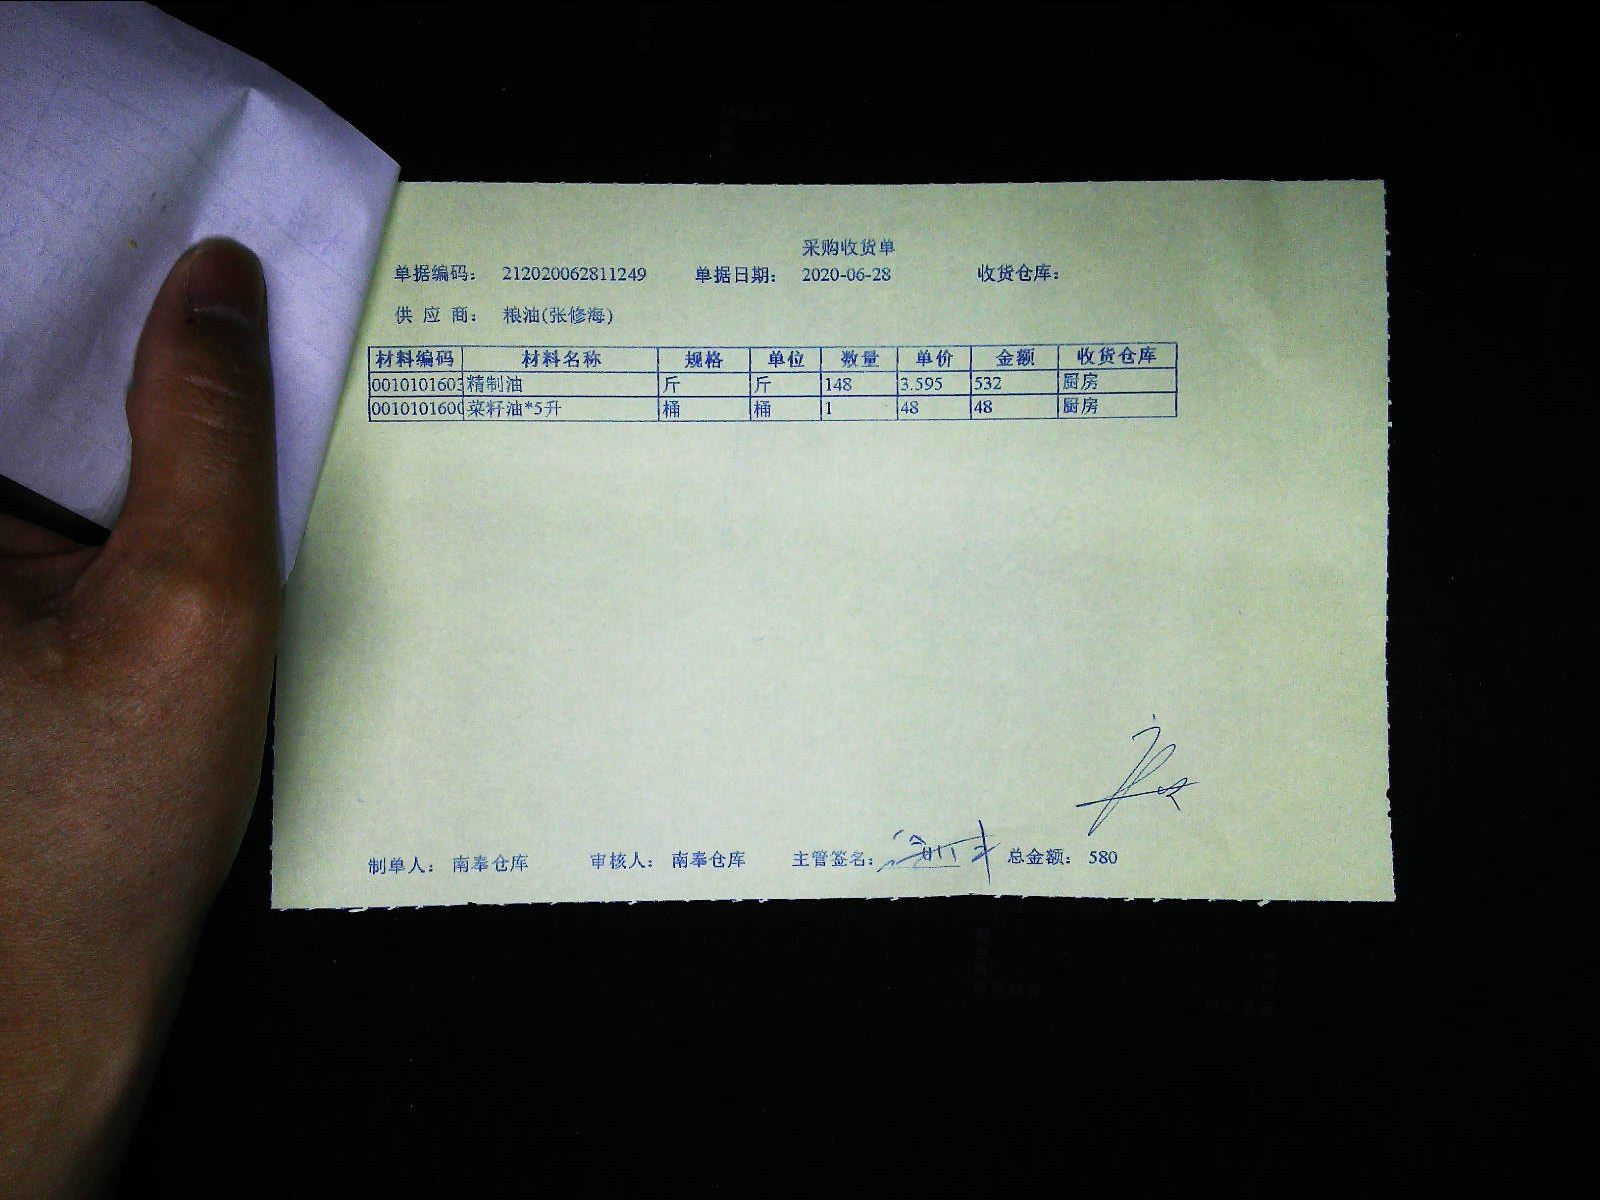 采购收货单
单据编码： 212020062811249 单据日期： 2020-06-28 收货仓库：
供 应 商： 粮油(张修海)
材料编码 材料名称 规格 单位 数量 单价 金额 收货仓库
0010101603 精制油 斤 斤 148 3.595 532 厨房
0010101600 菜籽油*5升 桶 桶 1 48 48 厨房
制单人： 南奉仓库 审核人： 南奉仓库 主管签名： 总金额： 580